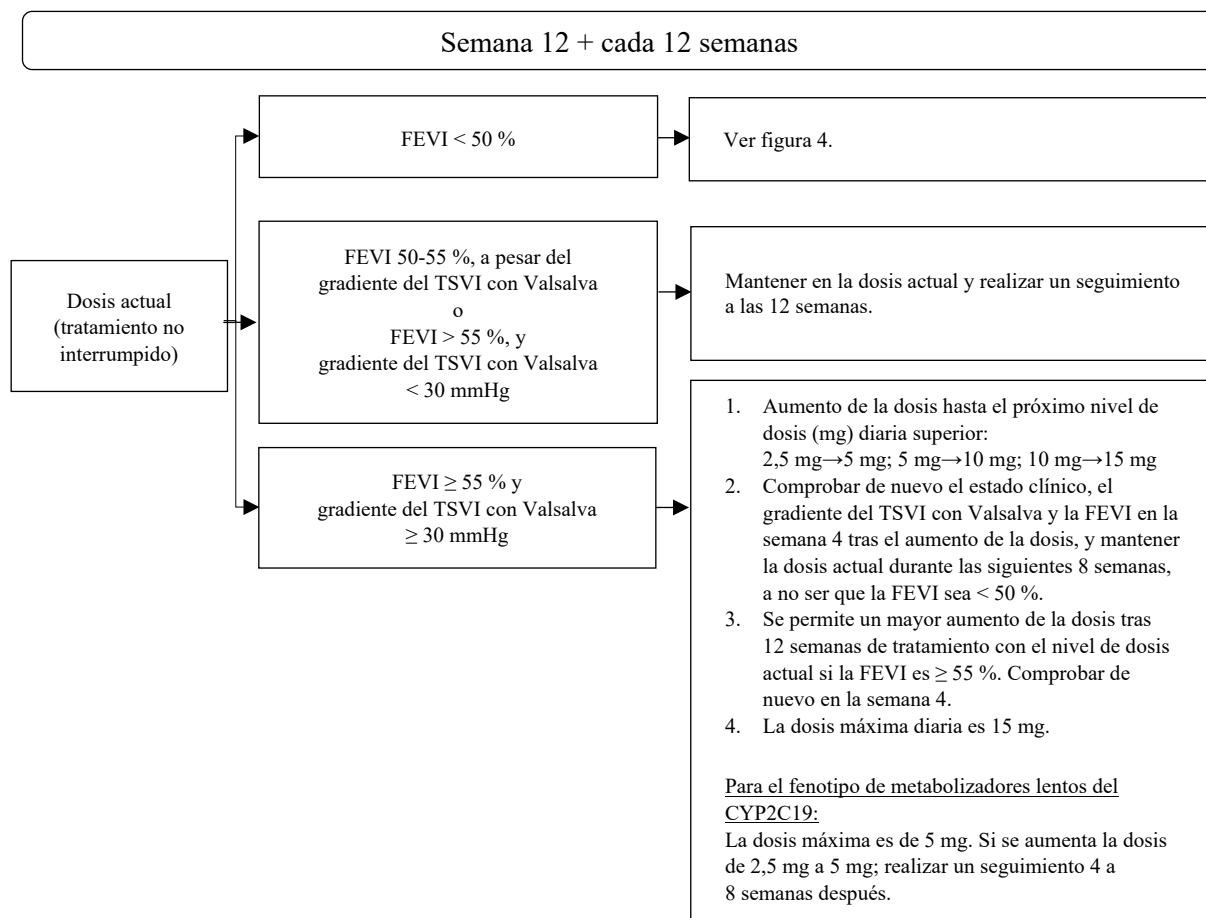 Semana 12 + cada 12 semanas
FEVI < 50 %
Ver figura 4.
Dosis actual
(tratamiento no
interrumpido)
FEVI 50-55 %, a pesar del
gradiente del TSVI con Valsalva
o
FEVI > 55 %, y
gradiente del TSVI con Valsalva
< 30 mmHg
Mantener en la dosis actual y realizar un seguimiento
a las 12 semanas.
FEVI ≥ 55 % y
gradiente del TSVI con Valsalva
≥ 30 mmHg
1. Aumento de la dosis hasta el próximo nivel de
dosis (mg) diaria superior:
2,5 mg→5 mg; 5 mg→10 mg; 10 mg→15 mg
2. Comprobar de nuevo el estado clínico, el
gradiente del TSVI con Valsalva y la FEVI en la
semana 4 tras el aumento de la dosis, y mantener
la dosis actual durante las siguientes 8 semanas,
a no ser que la FEVI sea < 50 %.
3. Se permite un mayor aumento de la dosis tras
12 semanas de tratamiento con el nivel de dosis
actual si la FEVI es ≥ 55 %. Comprobar de
nuevo en la semana 4.
4. La dosis máxima diaria es 15 mg.
Para el fenotipo de metabolizadores lentos del
CYP2C19:
La dosis máxima es de 5 mg. Si se aumenta la dosis
de 2,5 mg a 5 mg; realizar un seguimiento 4 a
8 semanas después.